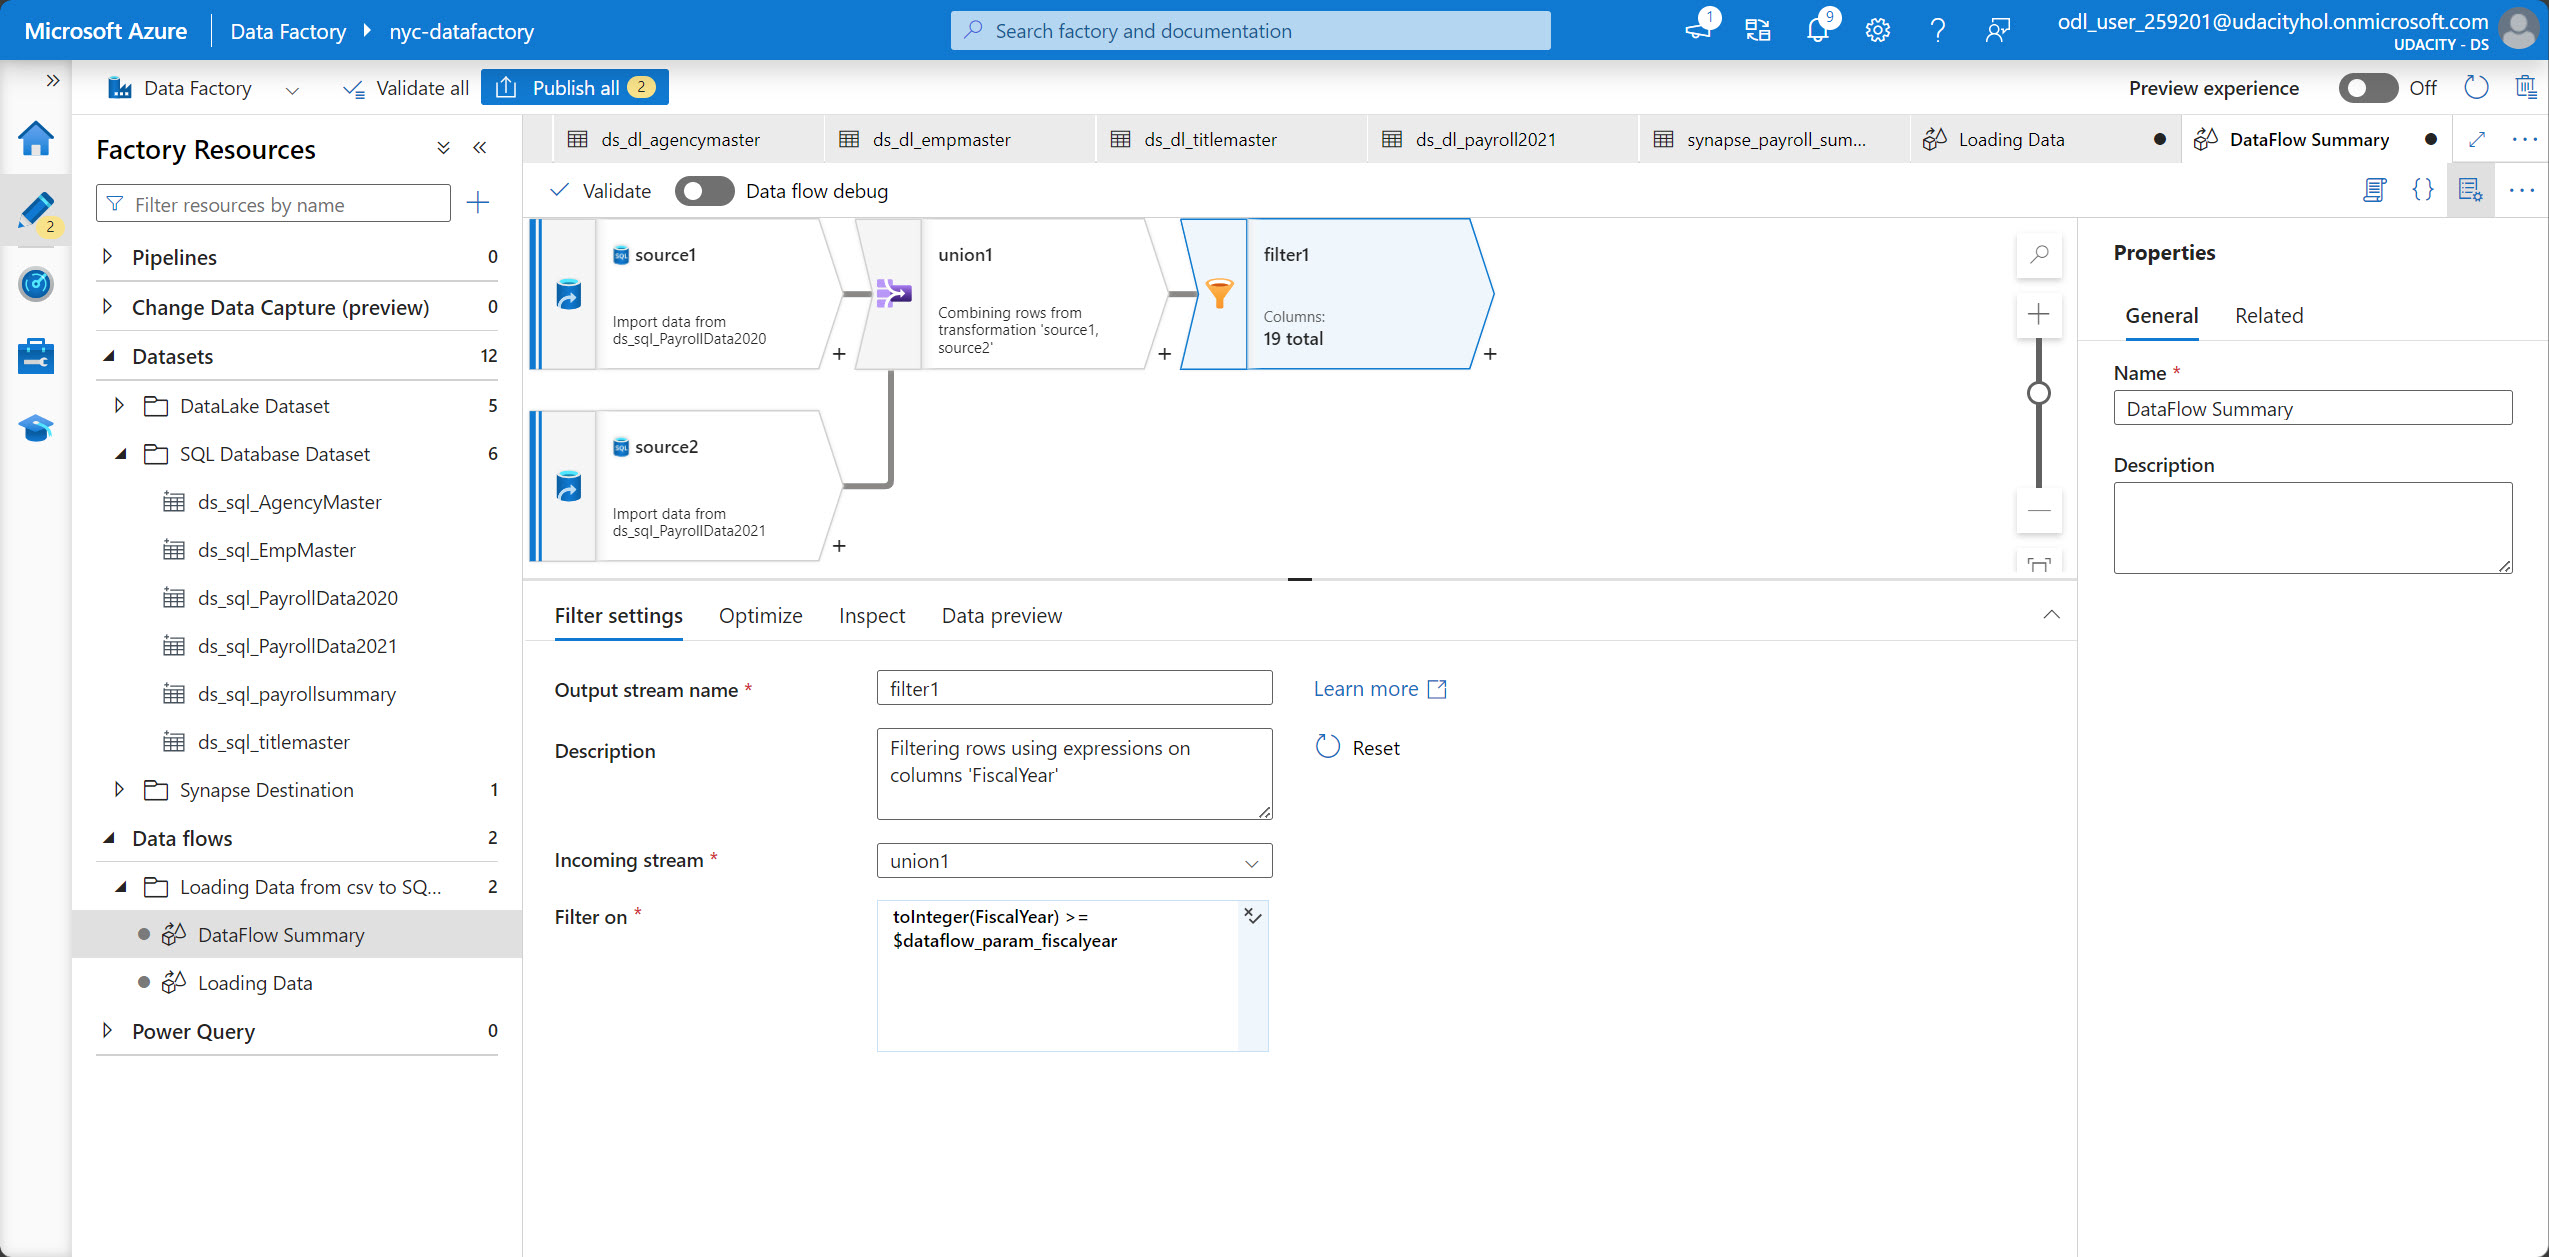 Microsoft Azure
Data Factory
nyc-datafactory
Search factory and documentation
1
9
?
odl_user_259201@udacityhol.onmicrosoft.com
UDACITY - DS
Data Factory
Validate all
Publish all 2
Preview experience
Off
2
Factory Resources
Filter resources by name
Pipelines 0
Change Data Capture (preview) 0
Datasets 12
DataLake Dataset 5
SQL Database Dataset 6
ds_sql_AgencyMaster
ds_sql_EmpMaster
ds_sql_PayrollData2020
ds_sql_PayrollData2021
ds_sql_payrollsummary
ds_sql_titlemaster
Synapse Destination 1
Data flows 2
Loading Data from csv to SQ... 2
DataFlow Summary
Loading Data
Power Query 0
ds_dl_agencymaster
ds_dl_empmaster
ds_dl_titlemaster
ds_dl_payroll2021
synapse_payroll_sum...
Loading Data
DataFlow Summary
Validate
Data flow debug
{}
SQL source1
Import data from
ds_sql_PayrollData2020
+
union1
Combining rows from
transformation 'source1,
source2'
+
filter1
Columns:
19 total
+
SQL source2
Import data from
ds_sql_PayrollData2021
+
Filter settings
Optimize
Inspect
Data preview
Output stream name *
filter1
Learn more
Description
Filtering rows using expressions on
columns 'FiscalYear'
Reset
Incoming stream *
union1
Filter on *
toInteger(FiscalYear) >=
$dataflow_param_fiscalyear
Properties
General
Related
Name *
DataFlow Summary
Description